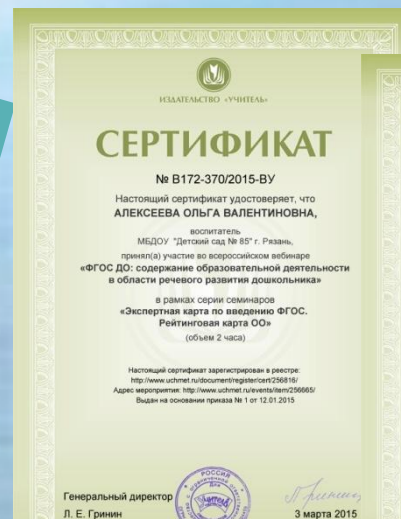 ИЗДАТЕЛЬСТВО «УЧИТЕЛЬ»
СЕРТИФИКАТ
№ В172-370/2015-ВУ
Настоящий сертификат удостоверяет, что
АЛЕКСЕЕВА ОЛЬГА ВАЛЕНТИНОВНА,
воспитатель
МБДОУ "Детский сад № 85" г. Рязань,
принял(а) участие во всероссийском вебинаре
«ФГОС ДО: содержание образовательной деятельности
в области речевого развития дошкольника»
в рамках серии семинаров
«Экспертная карта по введению ФГОС.
Рейтинговая карта ОО»
(объем 2 часа)
Настоящий сертификат зарегистрирован в реестре:
http://www.uchmet.ru/document/register/cert/256816/
Адрес мероприятия: http://www.uchmet.ru/events/item/256665/
Выдан на основании приказа № 1 от 12.01.2015
РОССИЯ
Генеральный директор
Л. Е. Гринин
3 марта 2015